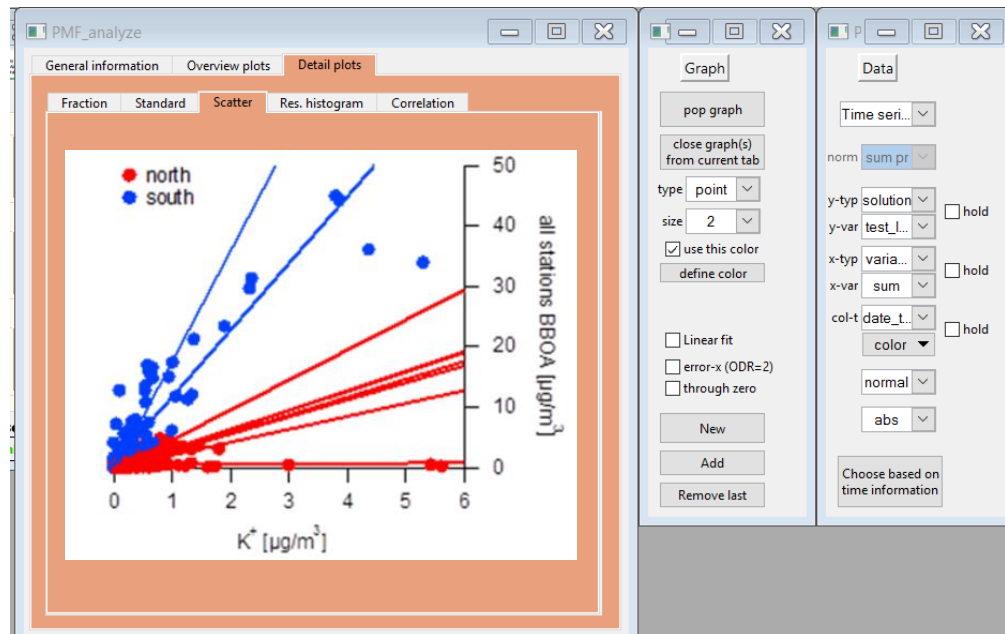 PMF_analyze
General information
Overview plots
Detail plots
Fraction
Standard
Scatter
Res. histogram
Correlation
north
south
50
40
30
20
10
0
all stations BBOA [µg/m³]
0 1 2 3 4 5 6
K⁺ [µg/m³]
Graph
pop graph
close graph(s)
from current tab
type point
size 2
use this color
define color
Linear fit
error-x (ODR=2)
through zero
New
Add
Remove last
P
Data
Time seri...
norm sum pr
y-typ solution
hold
y-var test_l...
x-typ varia...
hold
x-var sum
col-t date_t...
hold
color
normal
abs
Choose based on
time information